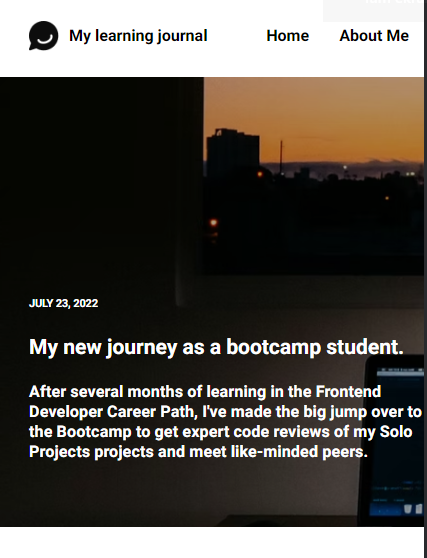 My learning journal
Home
About Me
JULY 23, 2022
My new journey as a bootcamp student.
After several months of learning in the Frontend
Developer Career Path, I've made the big jump over to
the Bootcamp to get expert code reviews of my Solo
Projects projects and meet like-minded peers.